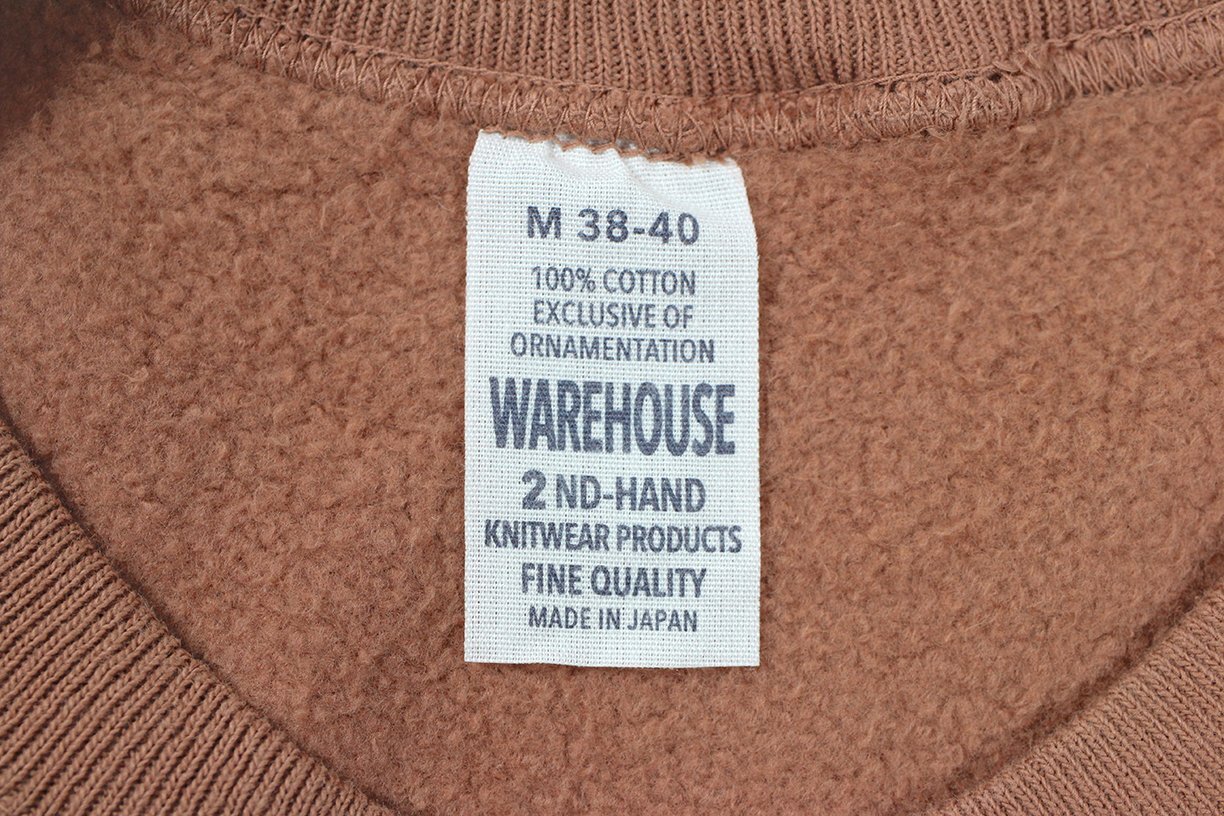 M 38-40
100% COTTON
EXCLUSIVE OF
ORNAMENTATION
WAREHOUSE
2 ND-HAND
KNITWEAR PRODUCTS
FINE QUALITY
MADE IN JAPAN